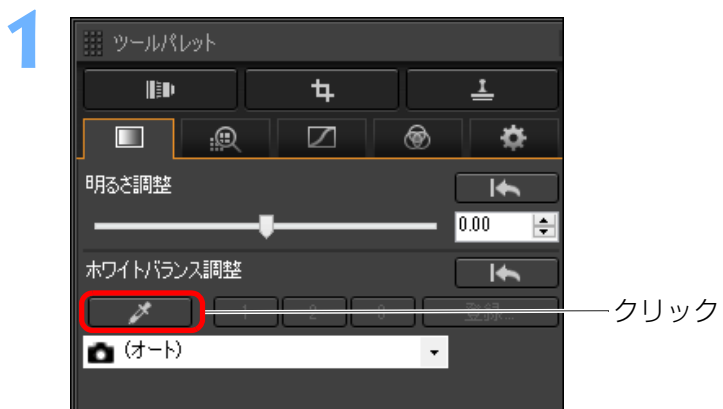 1
ツールパレット
明るさ調整
0.00
ホワイトバランス調整
1 2 3 登録...
クリック
(オート)